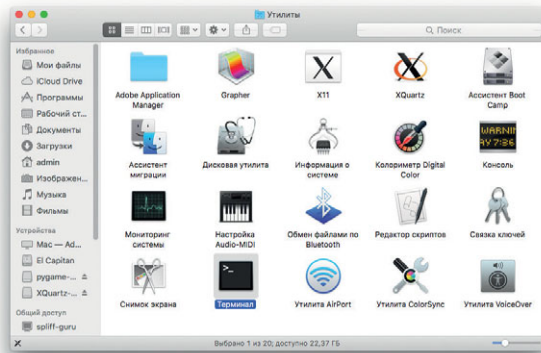 Утилиты
Поиск
Избранное
Мои файлы
iCloud Drive
Программы
Рабочий ст...
Документы
Загрузки
admin
Изображен...
Музыка
Фильмы
Устройства
Mac — Ad...
El Capitan
pygame-...
XQuartz-...
Общий доступ
spliff-guru
Adobe Application
Manager
Grapher
X11
XQuartz
Ассистент Boot
Camp
Ассистент
миграции
Дисковая утилита
Информация о
системе
Колориметр Digital
Color
WARNIN
AY 7:36
Консоль
Мониторинг
системы
Настройка
Audio-MIDI
Обмен файлами по
Bluetooth
Редактор скриптов
Связка ключей
Снимок экрана
>_
Терминал
Утилита AirPort
Утилита ColorSync
Утилита VoiceOver
Выбрано 1 из 20; доступно 22,37 ГБ